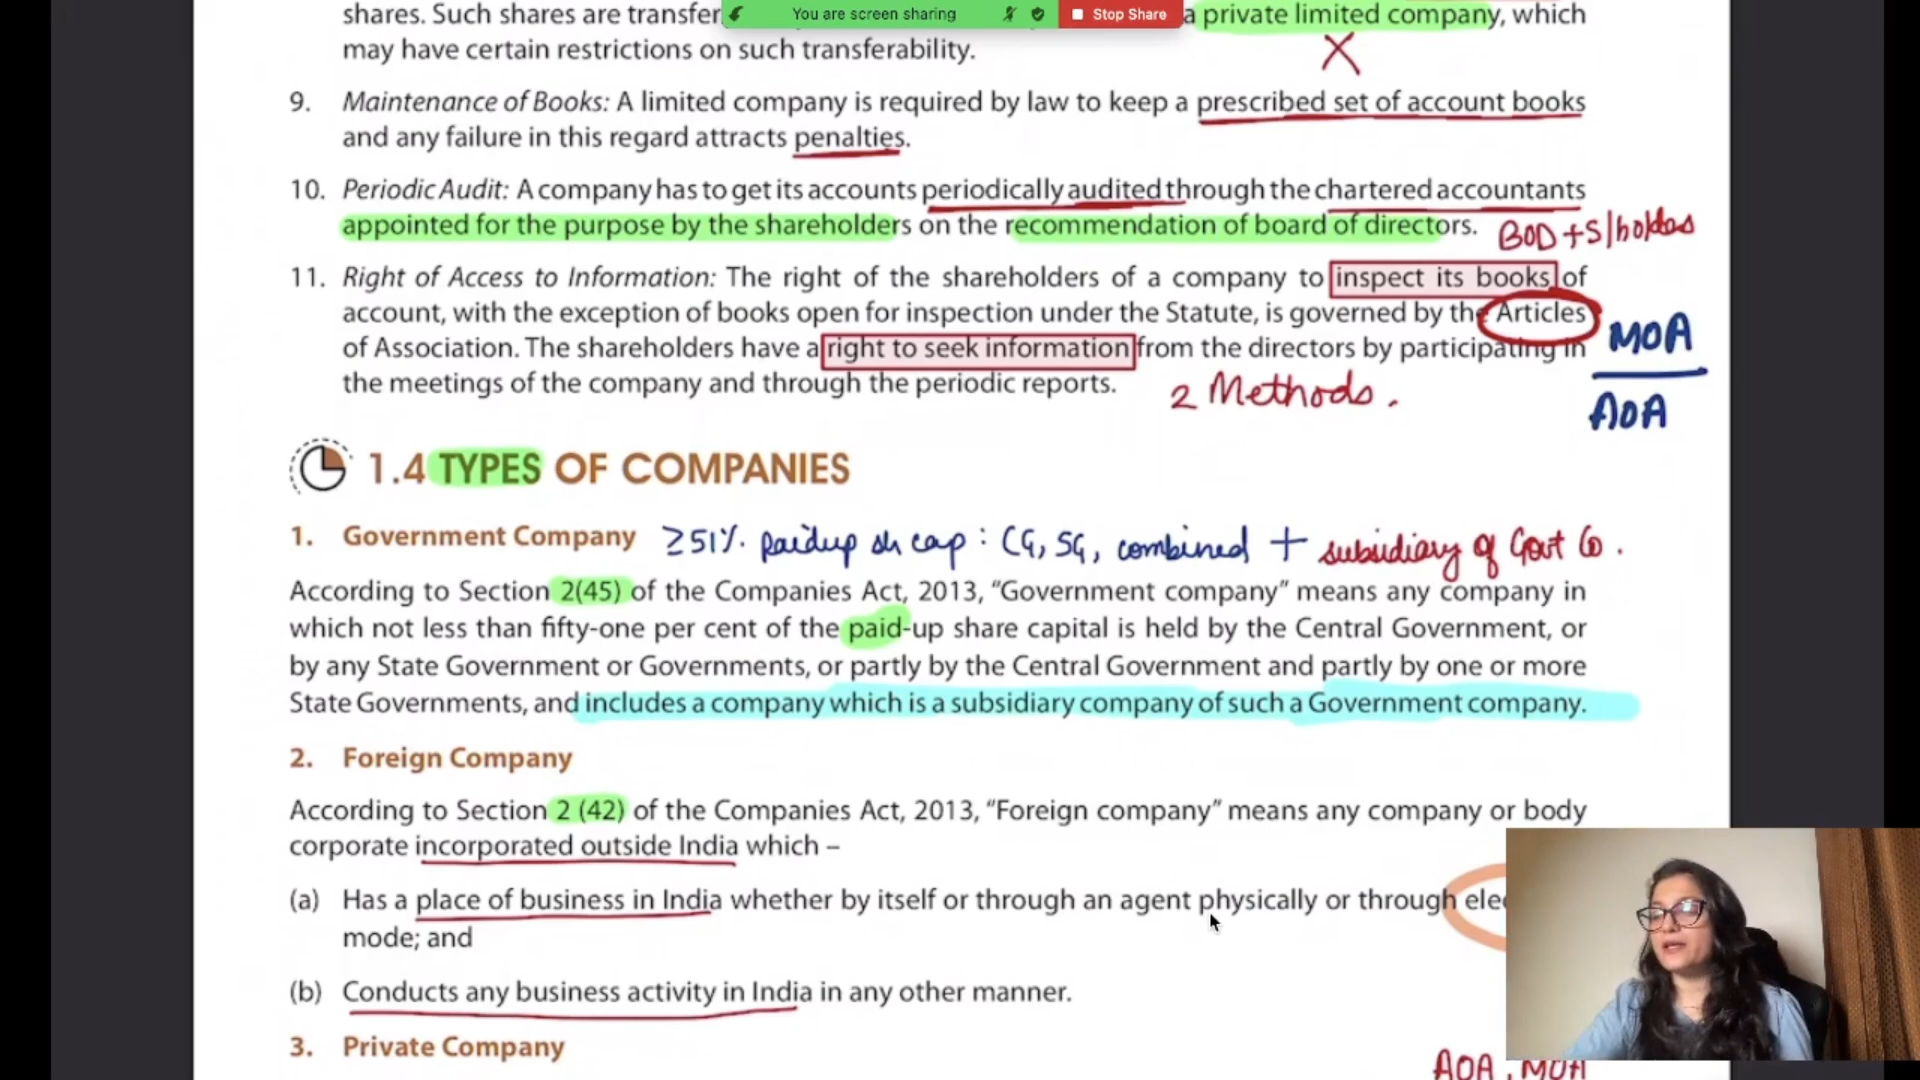 shares. Such shares are transfer
You are screen sharing
Stop Share
a private limited company, which
may have certain restrictions on such transferability.
9. Maintenance of Books: A limited company is required by law to keep a prescribed set of account books
and any failure in this regard attracts penalties.
10. Periodic Audit: A company has to get its accounts periodically audited through the chartered accountants
appointed for the purpose by the shareholders on the recommendation of board of directors.
BOD + S/holders
11. Right of Access to Information: The right of the shareholders of a company to inspect its books of
account, with the exception of books open for inspection under the Statute, is governed by the Articles
of Association. The shareholders have a right to seek information from the directors by participating in
the meetings of the company and through the periodic reports.
2 Methods.
MOA
AOA
1.4 TYPES OF COMPANIES
1. Government Company
≥51% paidup sh cap : CG, SG, combined + subsidiary of Govt Co.
According to Section 2(45) of the Companies Act, 2013, “Government company” means any company in
which not less than fifty-one per cent of the paid-up share capital is held by the Central Government, or
by any State Government or Governments, or partly by the Central Government and partly by one or more
State Governments, and includes a company which is a subsidiary company of such a Government company.
2. Foreign Company
According to Section 2 (42) of the Companies Act, 2013, “Foreign company” means any company or body
corporate incorporated outside India which –
(a) Has a place of business in India whether by itself or through an agent physically or through elec
mode; and
(b) Conducts any business activity in India in any other manner.
3. Private Company
AOA, MOA